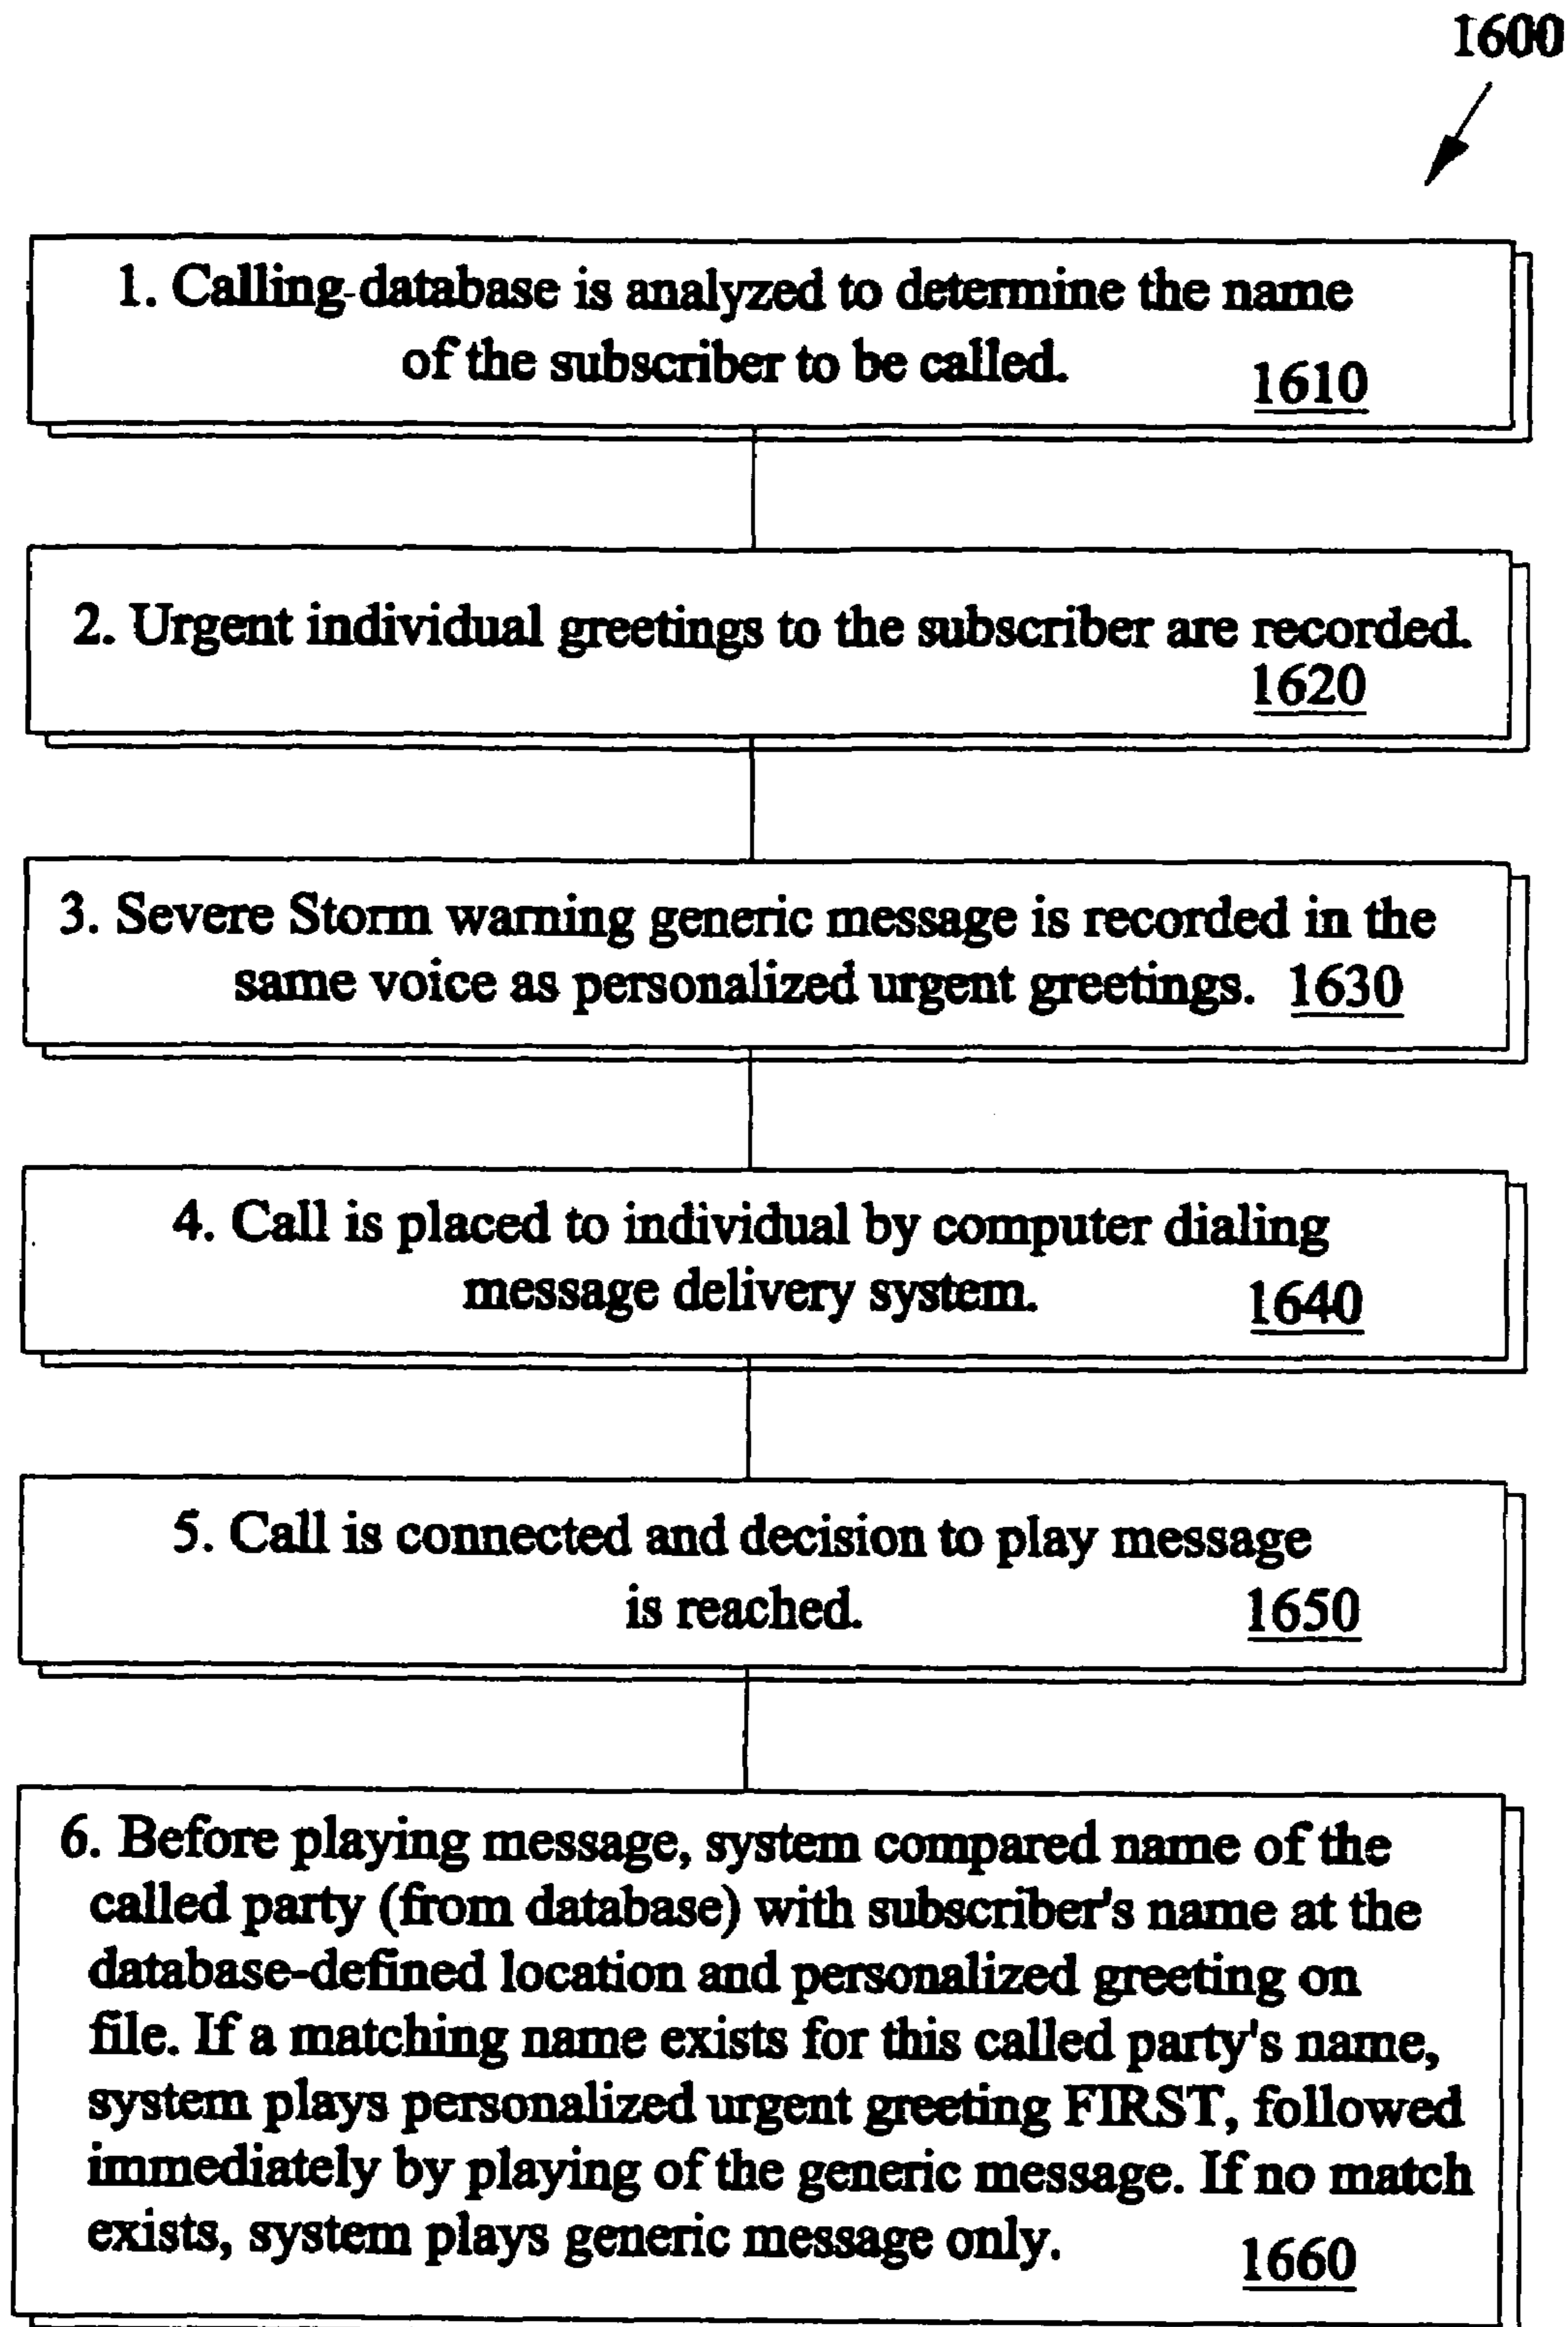 1600
1. Calling database is analyzed to determine the name
of the subscriber to be called.
1610
2. Urgent individual greetings to the subscriber are recorded.
1620
3. Severe Storm warning generic message is recorded in the
same voice as personalized urgent greetings. 1630
4. Call is placed to individual by computer dialing
message delivery system. 1640
5. Call is connected and decision to play message
is reached. 1650
6. Before playing message, system compared name of the
called party (from database) with subscriber's name at the
database-defined location and personalized greeting on
file. If a matching name exists for this called party's name,
system plays personalized urgent greeting FIRST, followed
immediately by playing of the generic message. If no match
exists, system plays generic message only.
1660